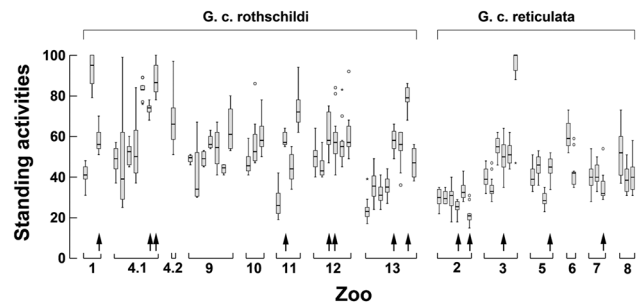 G. c. rothschildi G. c. reticulata
100
80
60
40
20
0
Standing activities
1 4.1 4.2 9 10 11 12 13 2 3 5 6 7 8
Zoo